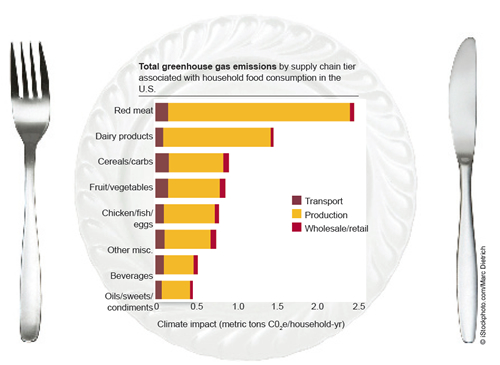 Total greenhouse gas emissions by supply chain tier
associated with household food consumption in the
U.S.
Red meat
Dairy products
Cereals/carbs
Fruit/vegetables
Chicken/fish/
eggs
Other misc.
Beverages
Oils/sweets/
condiments
Transport
Production
Wholesale/retail
0 0.5 1.0 1.5 2.0 2.5
Climate impact (metric tons C0₂e/household-yr)
© iStockphoto.com/Marc Dietrich